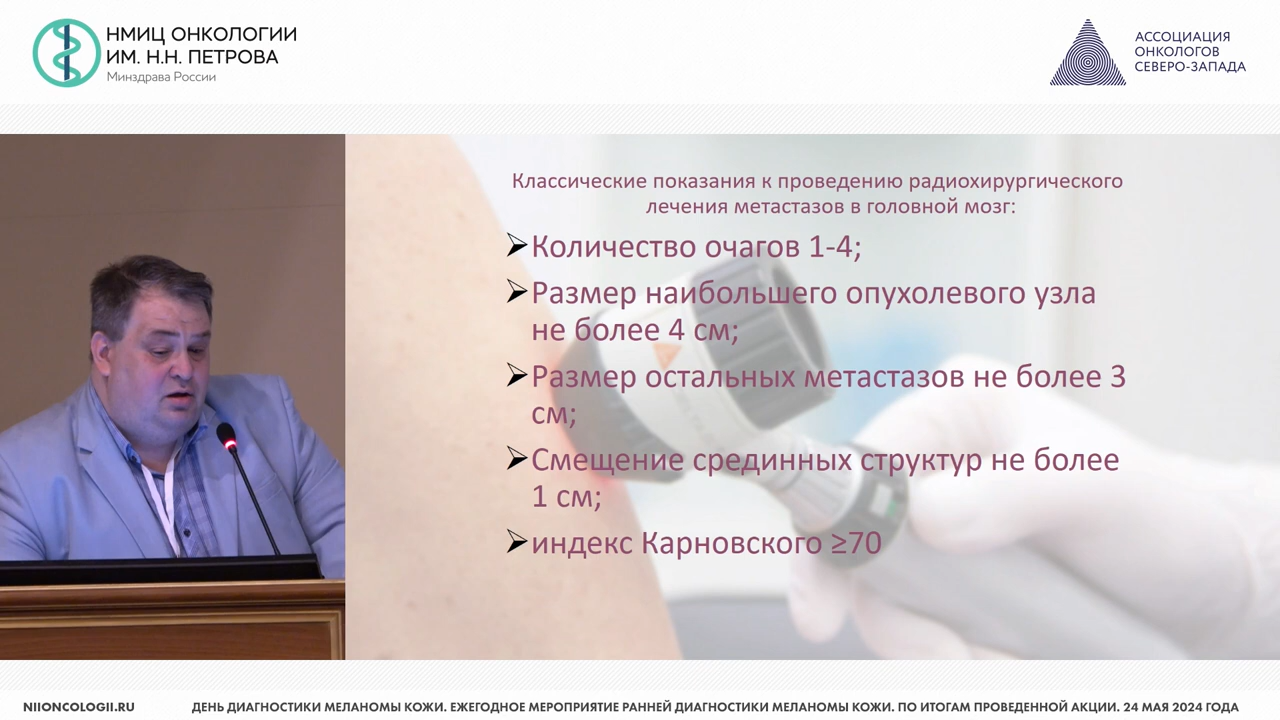 НМИЦ ОНКОЛОГИИ
ИМ. Н.Н. ПЕТРОВА
Минздрава России
АССОЦИАЦИЯ
ОНКОЛОГОВ
СЕВЕРО-ЗАПАДА
Классические показания к проведению радиохирургического
лечения метастазов в головной мозг:
Количество очагов 1-4;
Размер наибольшего опухолевого узла
не более 4 см;
Размер остальных метастазов не более 3
см;
Смещение срединных структур не более
1 см;
индекс Карновского ≥70
NIIONCOLOGII.RU
ДЕНЬ ДИАГНОСТИКИ МЕЛАНОМЫ КОЖИ. ЕЖЕГОДНОЕ МЕРОПРИЯТИЕ РАННЕЙ ДИАГНОСТИКИ МЕЛАНОМЫ КОЖИ. ПО ИТОГАМ ПРОВЕДЕННОЙ АКЦИИ. 24 МАЯ 2024 ГОДА